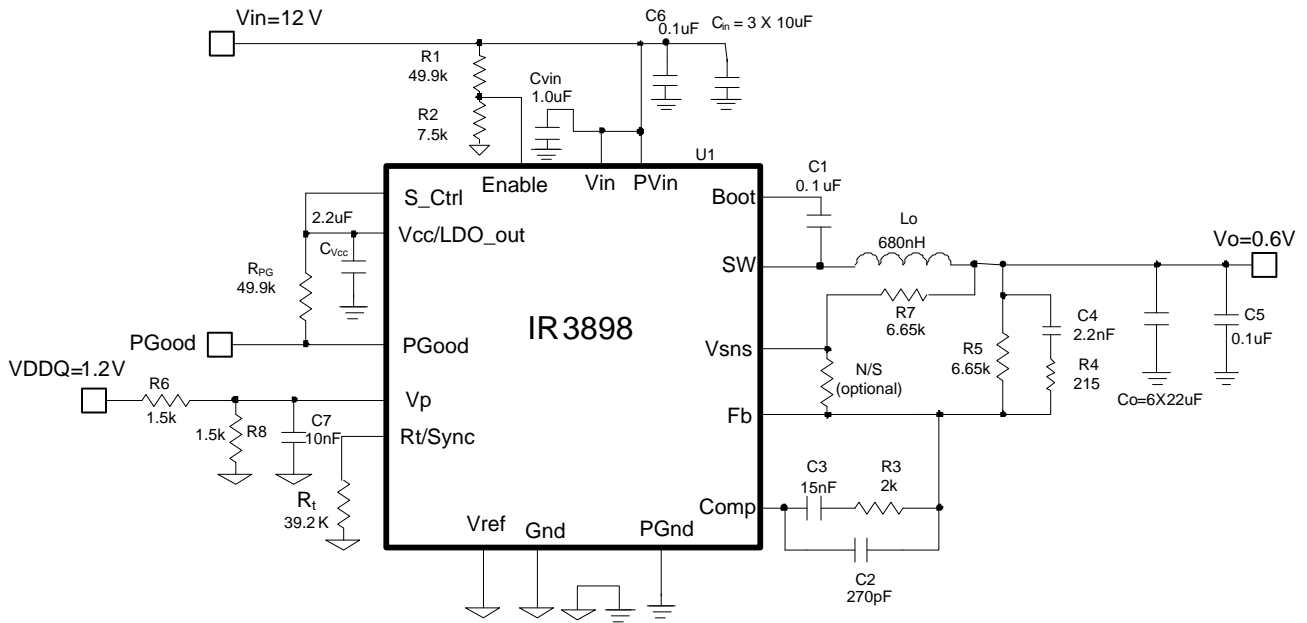 Vin=12 V
C6
0.1uF
Cin = 3 X 10uF
R1
49.9k
Cvin
1.0uF
R2
7.5k
U1
Enable
Vin
PVin
C1
0.1uF
S_Ctrl
Boot
2.2uF
Vcc/LDO_out
CVcc
Lo
680nH
Vo=0.6V
SW
RPG
49.9k
R7
6.65k
C4
2.2nF
C5
0.1uF
IR3898
PGood
PGood
Vsns
R5
6.65k
N/S
(optional)
R4
215
VDDQ=1.2V
R6
1.5k
Vp
Co=6X22uF
Fb
1.5k
R8
C7
10nF
Rt/Sync
C3
15nF
R3
2k
Rt
39.2K
Comp
Vref
Gnd
PGnd
C2
270pF